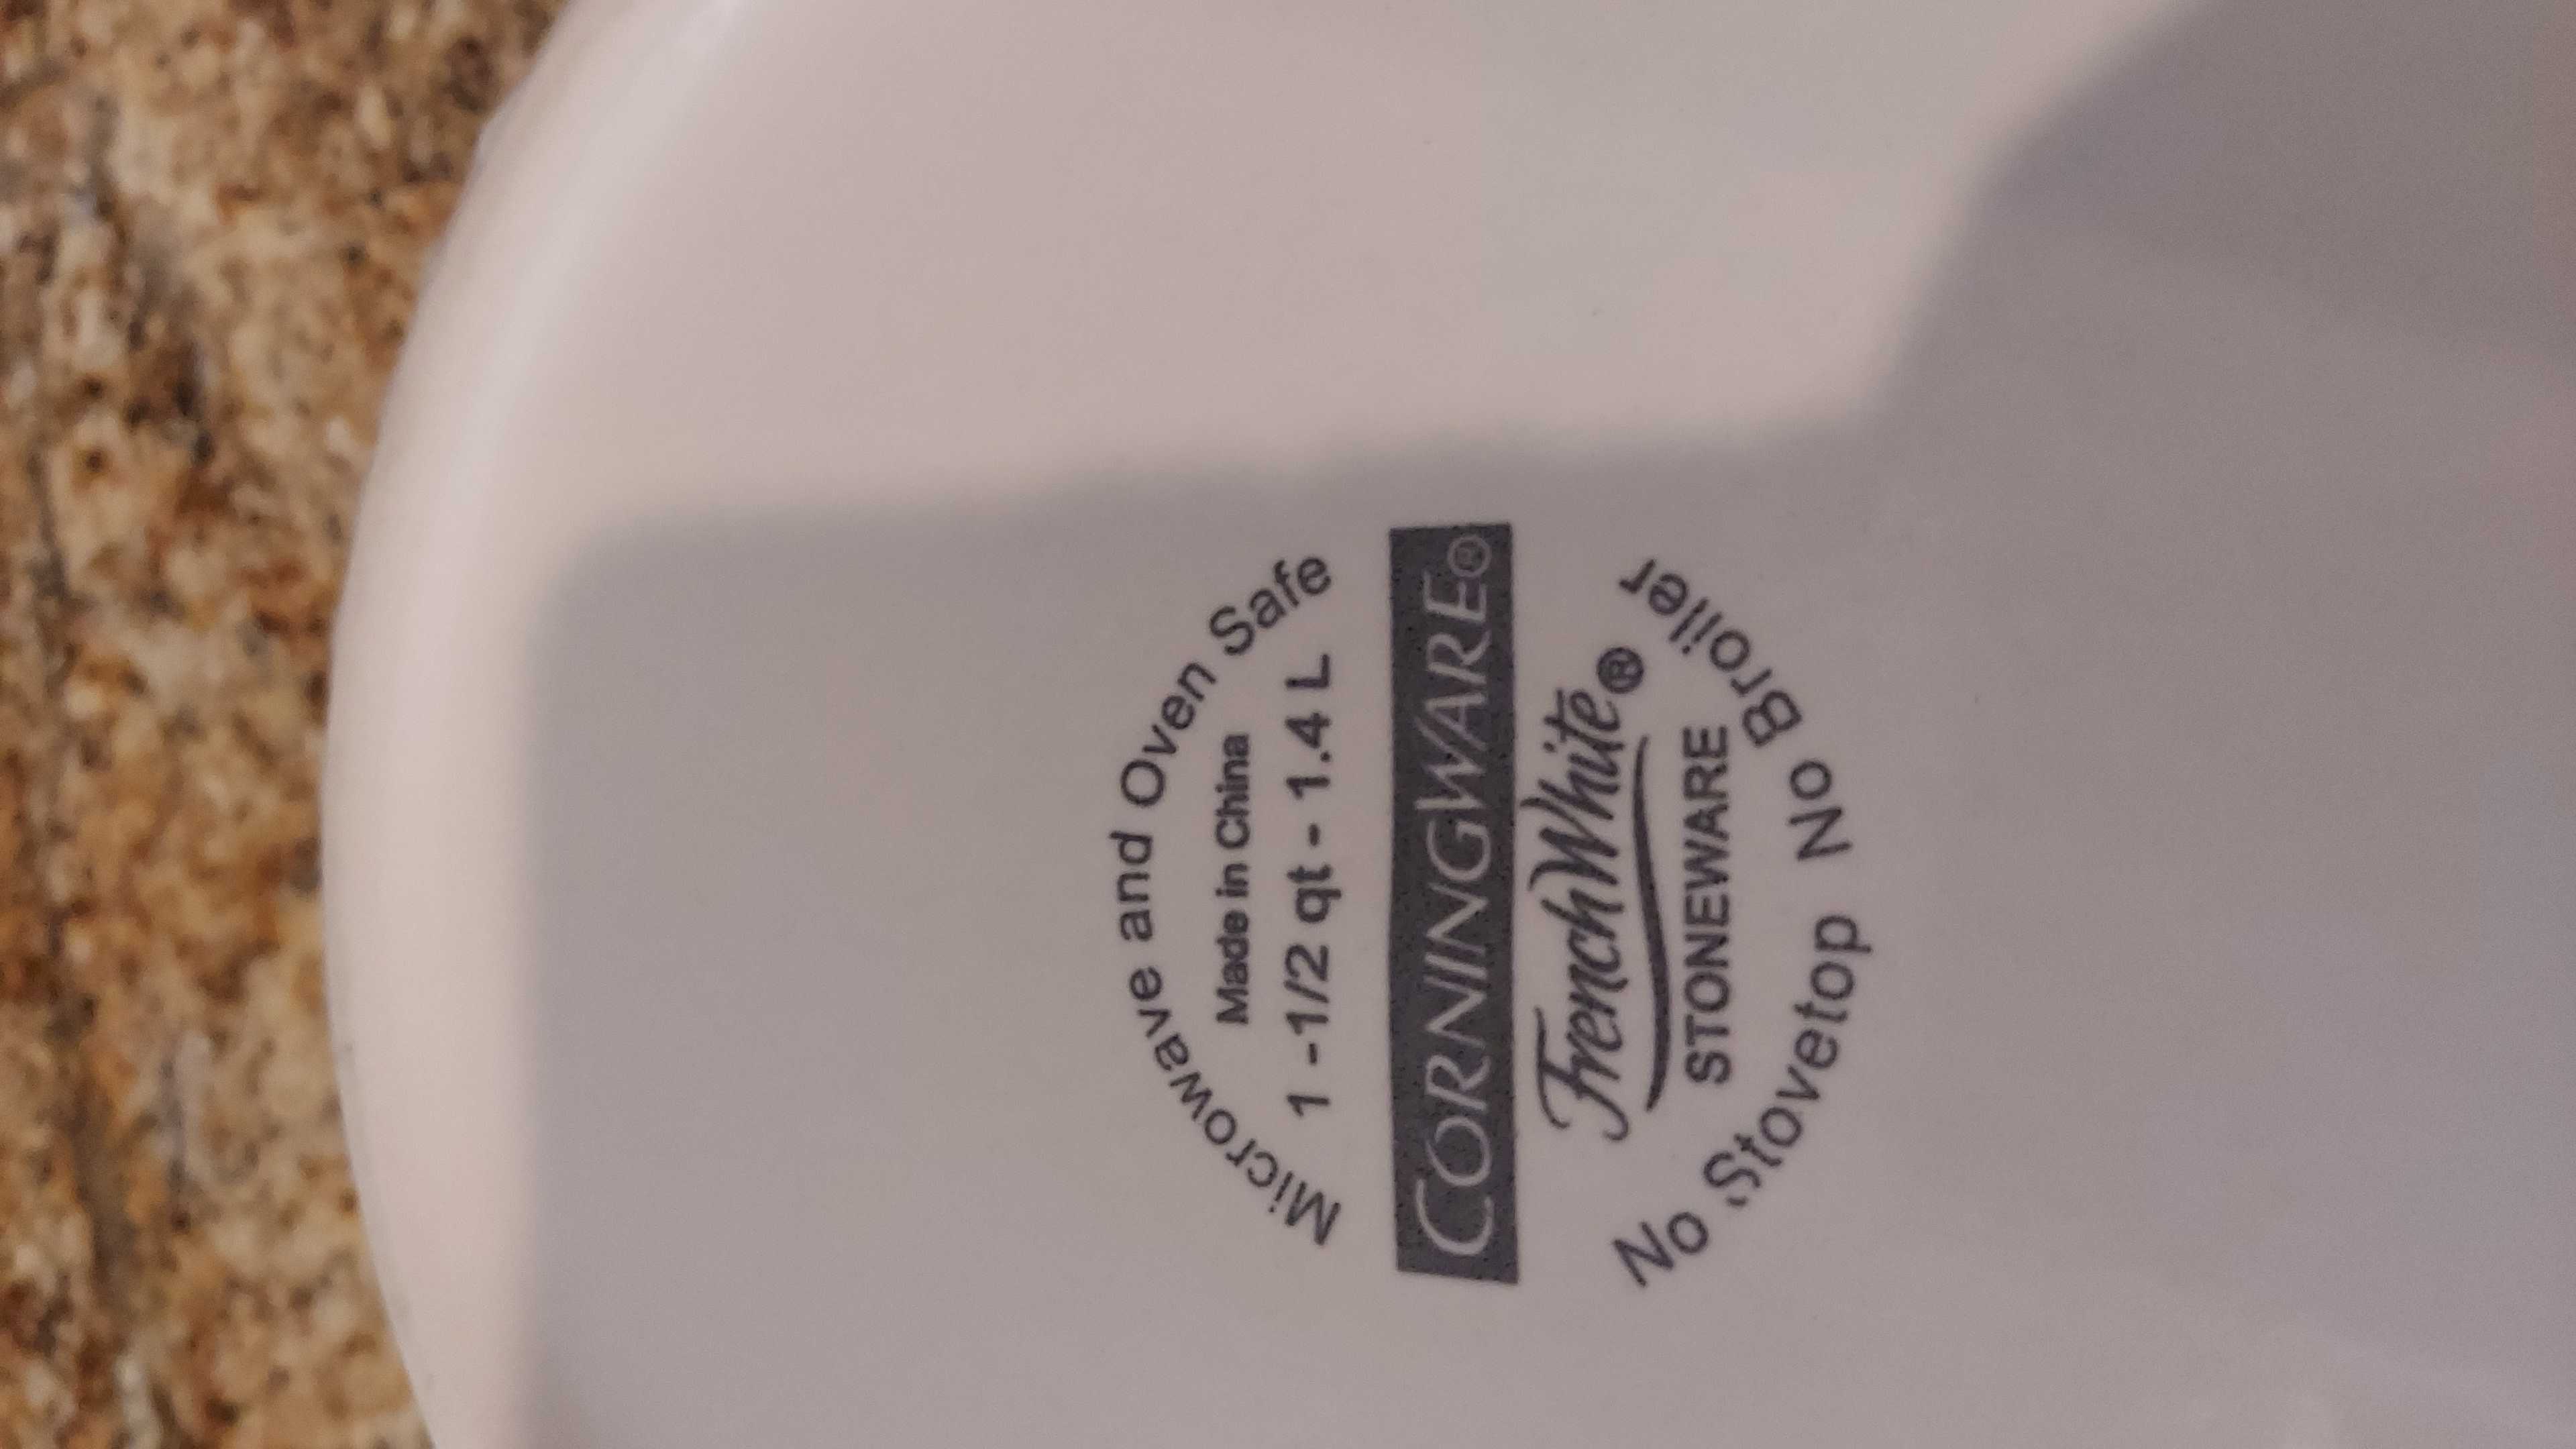 Microwave and Oven Safe
Made in China
1 -1/2 qt - 1.4 L
CORNINGWARE®
FrenchWhite®
STONEWARE
No Stovetop No Broiler